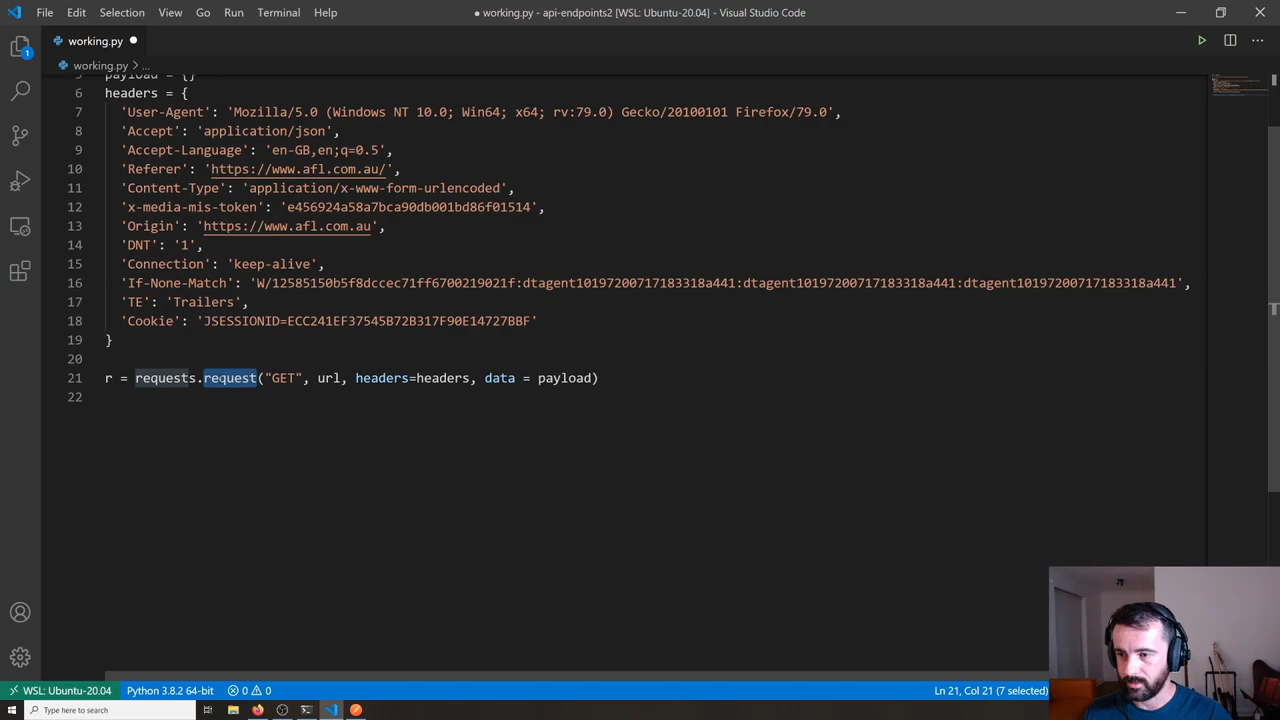 File Edit Selection View Go Run Terminal Help
● working.py - api-endpoints2 [WSL: Ubuntu-20.04] - Visual Studio Code
working.py ●
working.py > ...
5 payload = {}
6 headers = {
7 'User-Agent': 'Mozilla/5.0 (Windows NT 10.0; Win64; x64; rv:79.0) Gecko/20100101 Firefox/79.0',
8 'Accept': 'application/json',
9 'Accept-Language': 'en-GB,en;q=0.5',
10 'Referer': 'https://www.afl.com.au/',
11 'Content-Type': 'application/x-www-form-urlencoded',
12 'x-media-mis-token': 'e456924a58a7bca90db001bd86f01514',
13 'Origin': 'https://www.afl.com.au',
14 'DNT': '1',
15 'Connection': 'keep-alive',
16 'If-None-Match': 'W/12585150b5f8dccec71ff6700219021f:dtagent10197200717183318a441:dtagent10197200717183318a441:dtagent10197200717183318a441',
17 'TE': 'Trailers',
18 'Cookie': 'JSESSIONID=ECC241EF37545B72B317F90E14727BBF'
19 }
20
21 r = requests.request("GET", url, headers=headers, data = payload)
22
1
WSL: Ubuntu-20.04 Python 3.8.2 64-bit 0 0 Ln 21, Col 21 (7 selected)
Type here to search